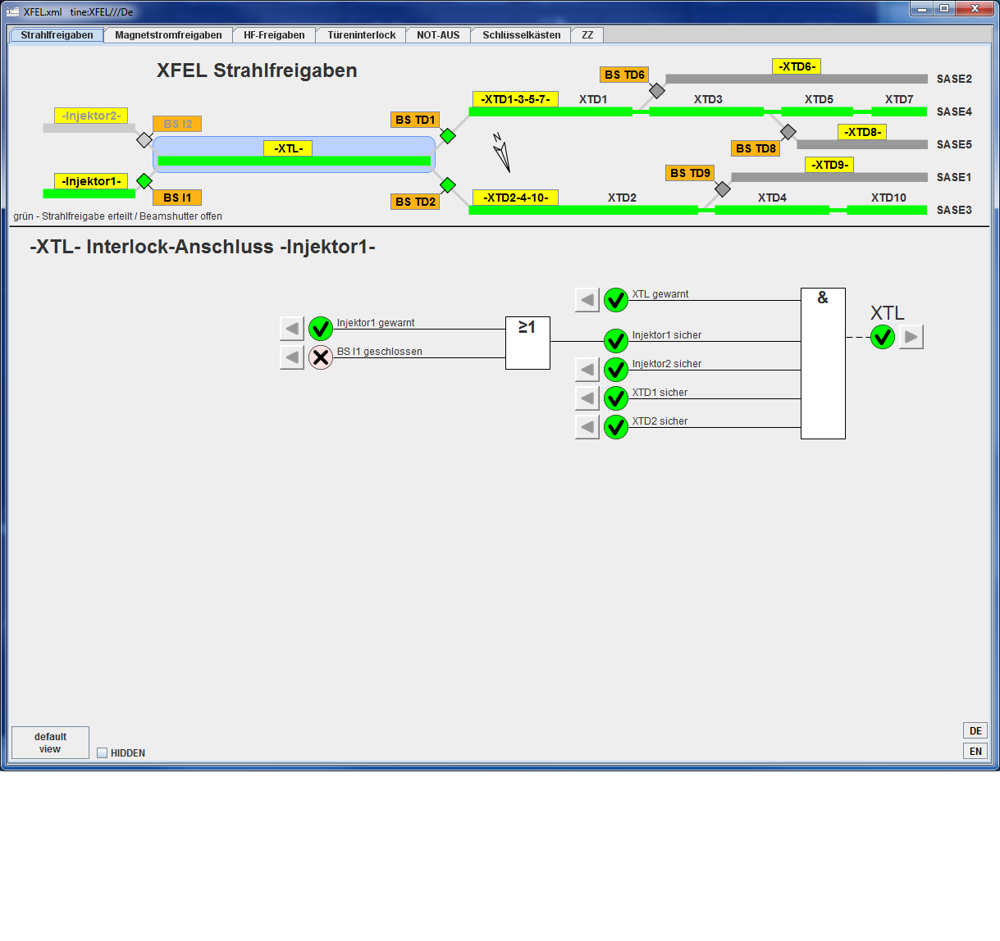 XFEL.xml tine:XFEL///De
Strahlfreigaben Magnetstromfreigaben HF-Freigaben Türeninterlock NOT-AUS Schlüsselkästen ZZ
XFEL Strahlfreigaben
-XTD6-
BS TD6
SASE2
-XTD1-3-5-7- XTD1 XTD3 XTD5 XTD7
SASE4
-Injektor2-
BS I2
BS TD1
N
-XTD8-
SASE5
-XTL-
BS TD8
-XTD9-
-Injektor1-
BS TD9
SASE1
BS I1
BS TD2
-XTD2-4-10- XTD2 XTD4 XTD10
SASE3
grün - Strahlfreigabe erteilt / Beamshutter offen
-XTL- Interlock-Anschluss -Injektor1-
XTL gewarnt
&
XTL
Injektor1 gewarnt
≥1
Injektor1 sicher
BS I1 geschlossen
Injektor2 sicher
XTD1 sicher
XTD2 sicher
default
view
HIDDEN
DE
EN